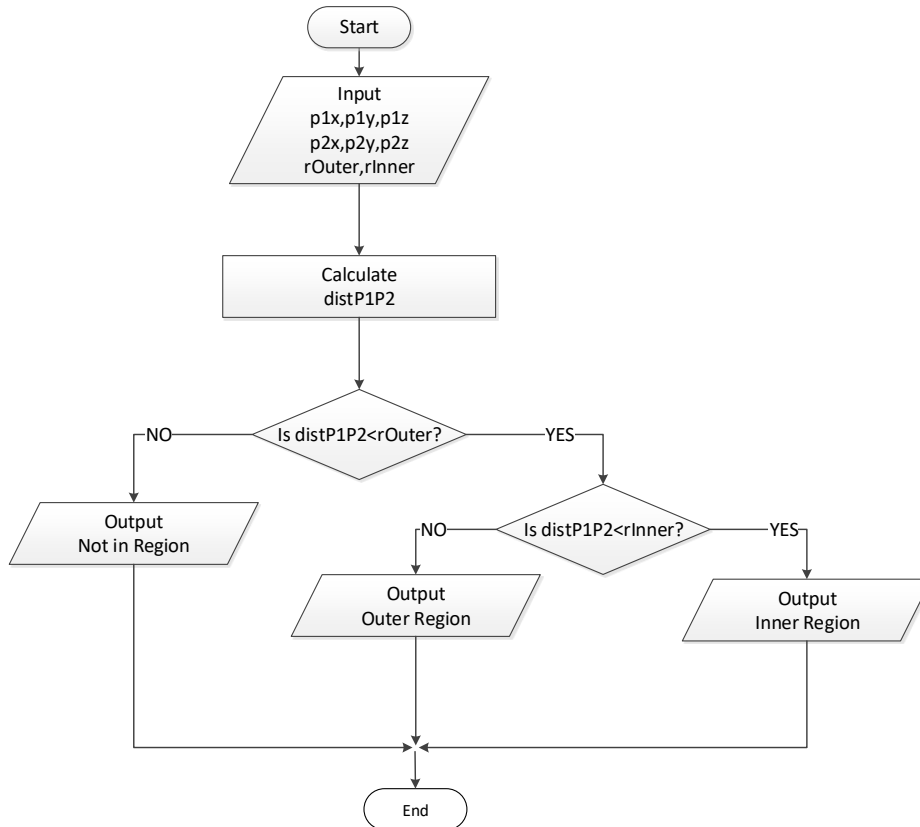 Start
Input
p1x,p1y,p1z
p2x,p2y,p2z
rOuter,rInner
Calculate
distP1P2
Is distP1P2<rOuter?
NO
YES
Output
Not in Region
Is distP1P2<rInner?
NO
YES
Output
Outer Region
Output
Inner Region
End